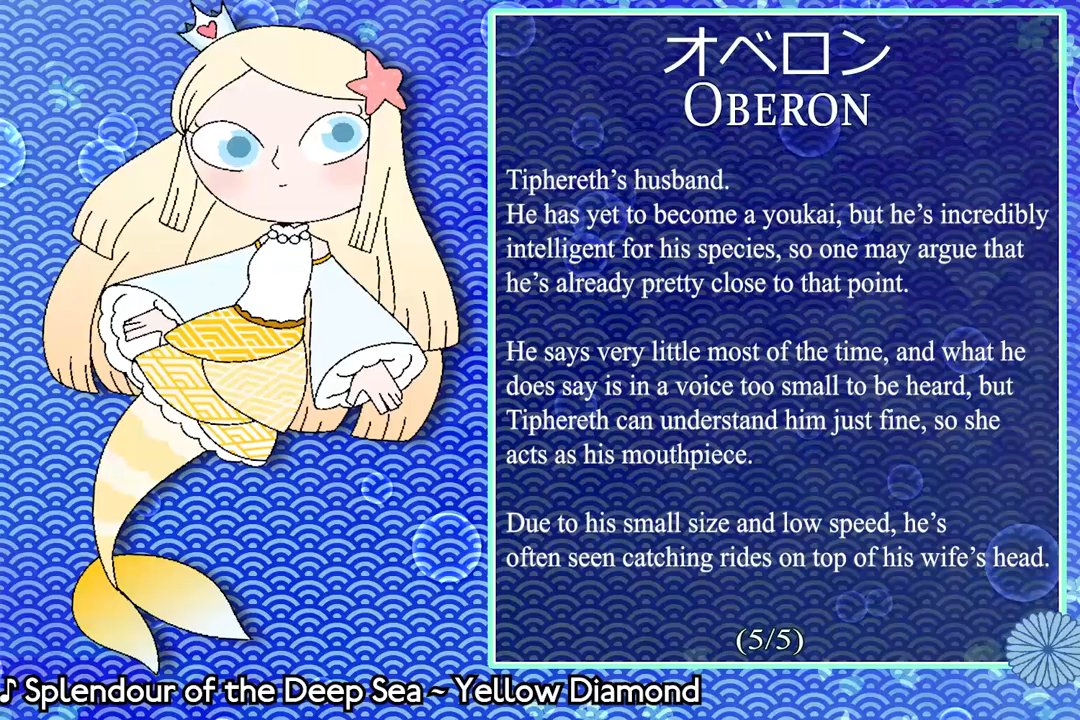 オベロン
OBERON
Tiphereth’s husband.
He has yet to become a youkai, but he’s incredibly
intelligent for his species, so one may argue that
he’s already pretty close to that point.
He says very little most of the time, and what he
does say is in a voice too small to be heard, but
Tiphereth can understand him just fine, so she
acts as his mouthpiece.
Due to his small size and low speed, he’s
often seen catching rides on top of his wife’s head.
(5/5)
♪ Splendour of the Deep Sea ~ Yellow Diamond